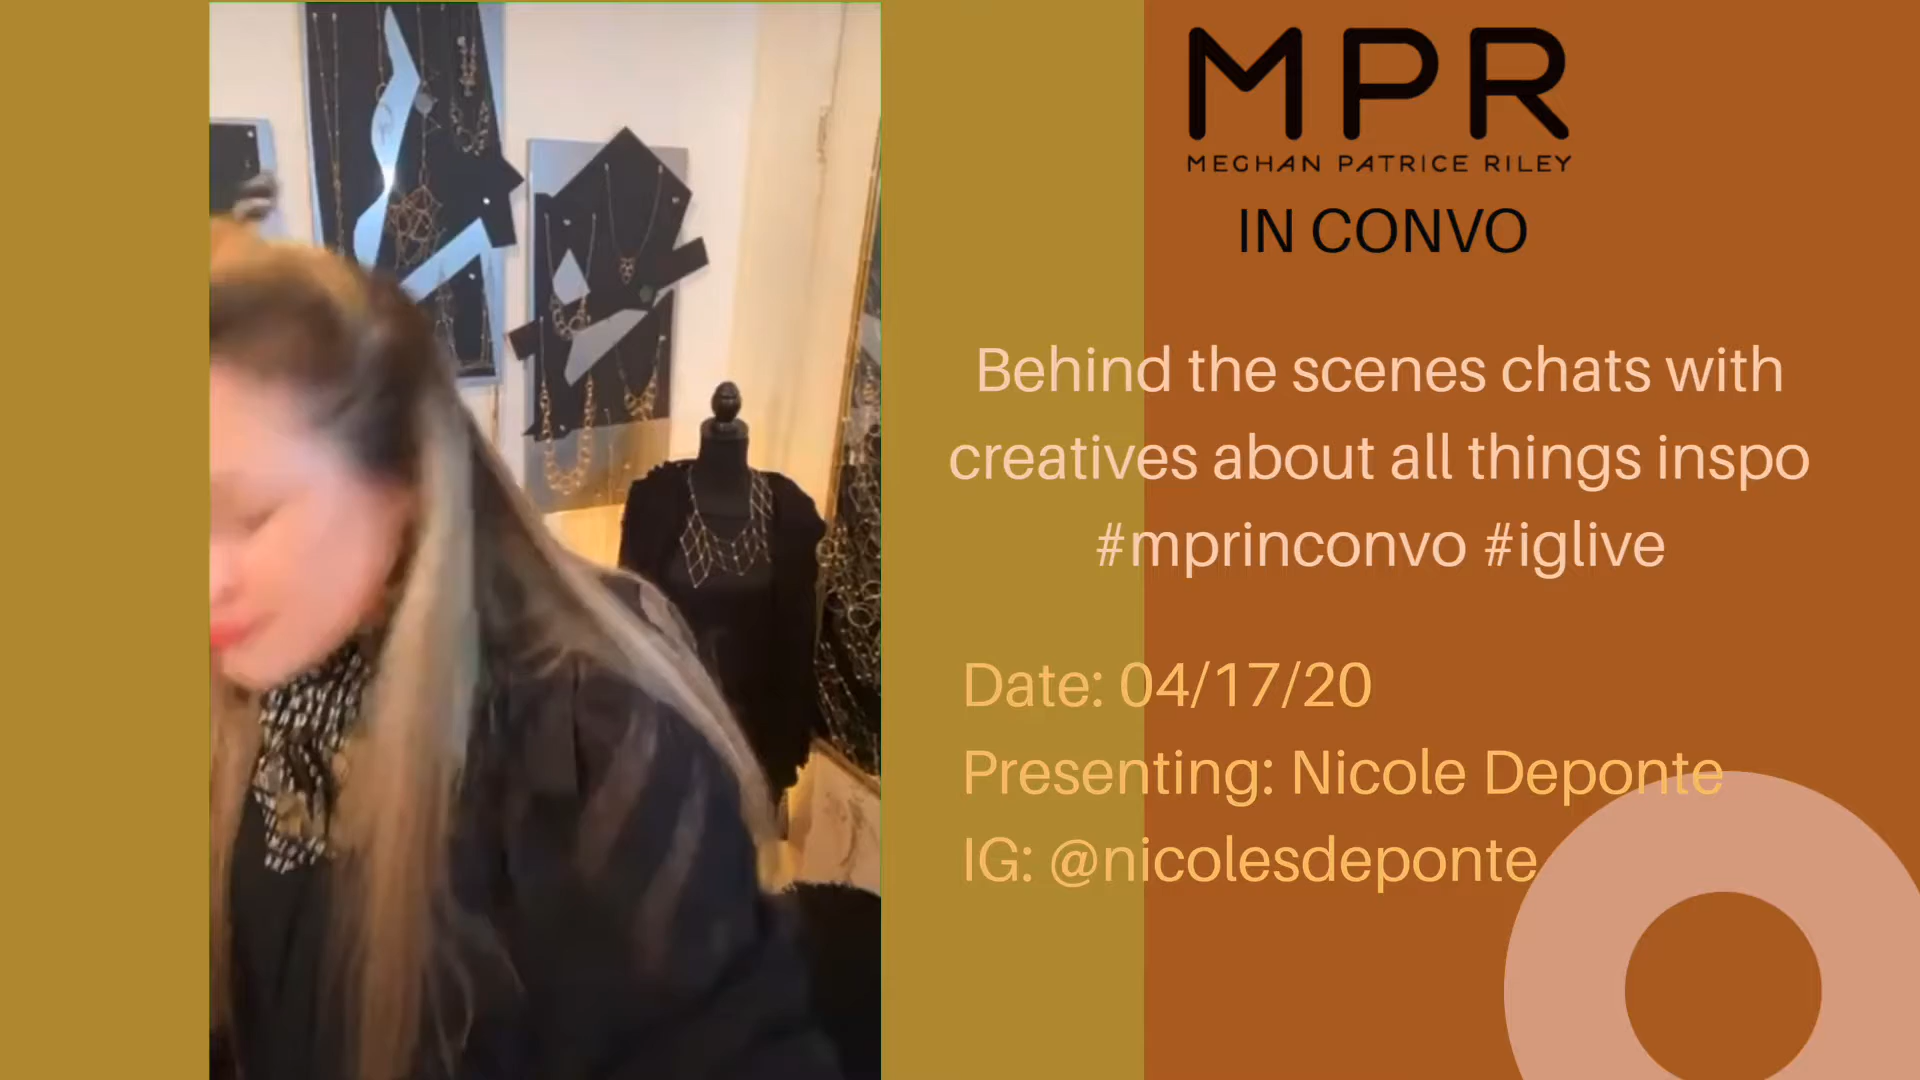 MPR
MEGHAN PATRICE RILEY
IN CONVO
Behind the scenes chats with
creatives about all things inspo
#mprinconvo #iglive
Date: 04/17/20
Presenting: Nicole Deponte
IG: @nicolesdeponte